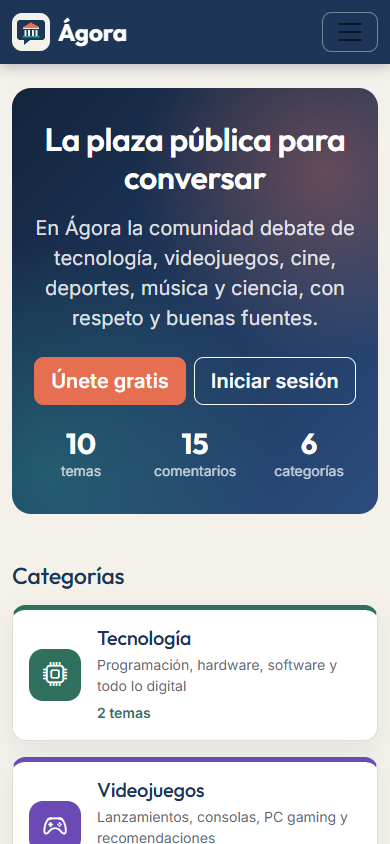 Ágora
La plaza pública para
conversar
En Ágora la comunidad debate de
tecnología, videojuegos, cine,
deportes, música y ciencia, con
respeto y buenas fuentes.
Únete gratis
Iniciar sesión
10
15
6
temas
comentarios
categorías
Categorías
Tecnología
Programación, hardware, software y
todo lo digital
2 temas
Videojuegos
Lanzamientos, consolas, PC gaming y
recomendaciones